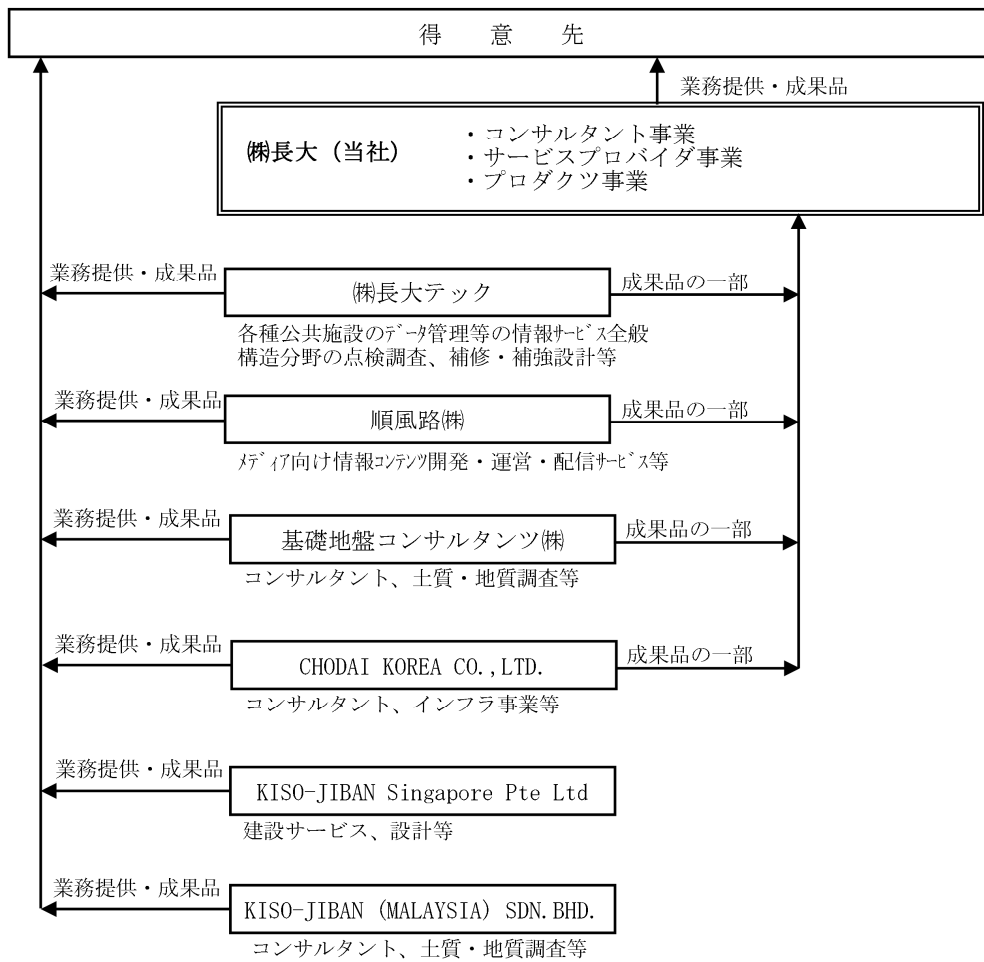 得 意 先
業務提供・成果品
㈱長大（当社）
・コンサルタント事業
・サービスプロバイダ事業
・プロダクツ事業
業務提供・成果品
㈱長大テック
成果品の一部
各種公共施設のﾃﾞｰﾀ管理等の情報ｻｰﾋﾞｽ全般
構造分野の点検調査、補修・補強設計等
業務提供・成果品
順風路㈱
成果品の一部
ﾒﾃﾞｨｱ向け情報ｺﾝﾃﾝﾂ開発・運営・配信ｻｰﾋﾞｽ等
業務提供・成果品
基礎地盤コンサルタンツ㈱
成果品の一部
コンサルタント、土質・地質調査等
業務提供・成果品
CHODAI KOREA CO.,LTD.
成果品の一部
コンサルタント、インフラ事業等
業務提供・成果品
KISO-JIBAN Singapore Pte Ltd
建設サービス、設計等
業務提供・成果品
KISO-JIBAN (MALAYSIA) SDN.BHD.
コンサルタント、土質・地質調査等